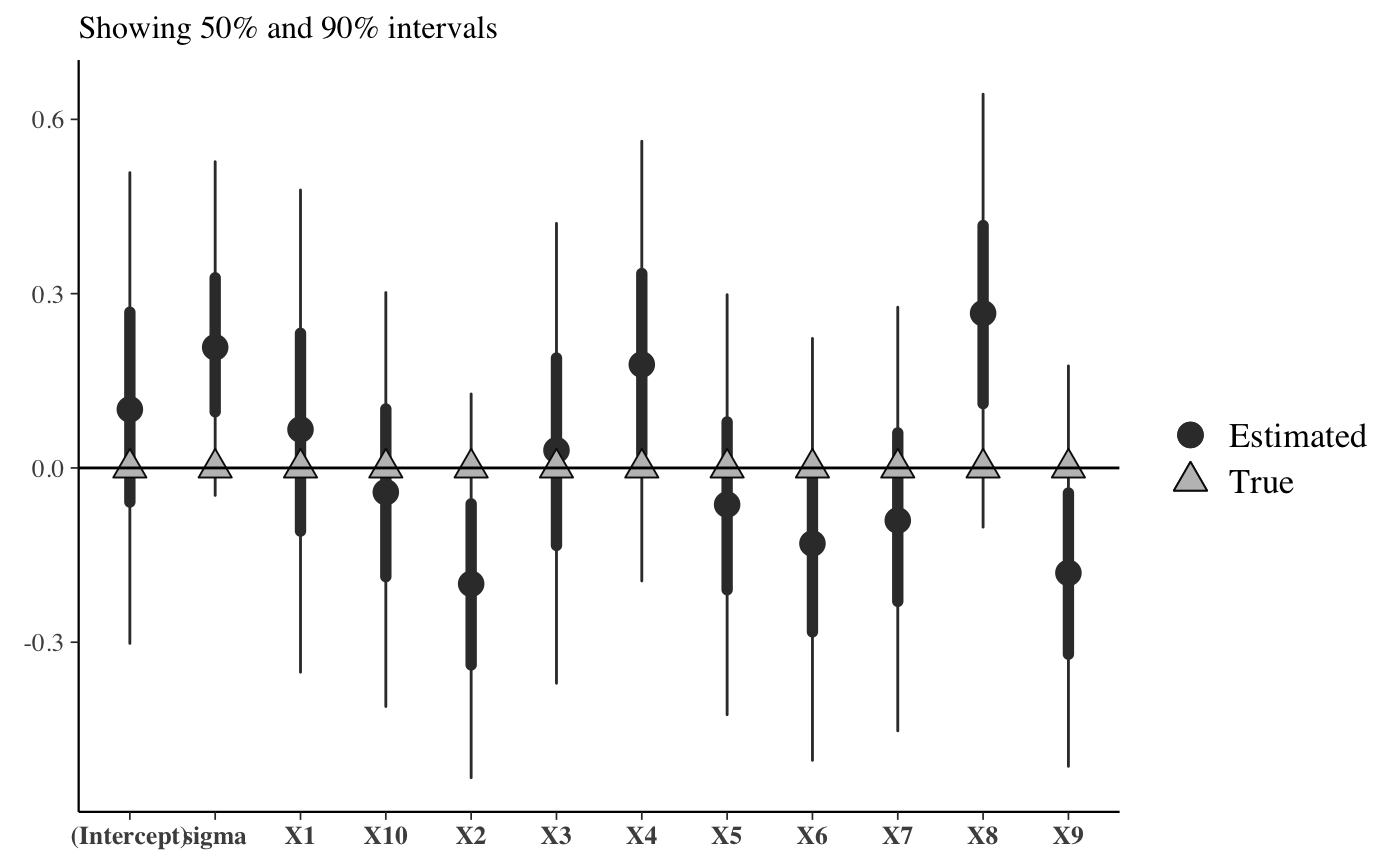 Showing 50% and 90% intervals
0.6
0.3
0.0
-0.3
(Intercept) sigma X1 X10 X2 X3 X4 X5 X6 X7 X8 X9
Estimated
True